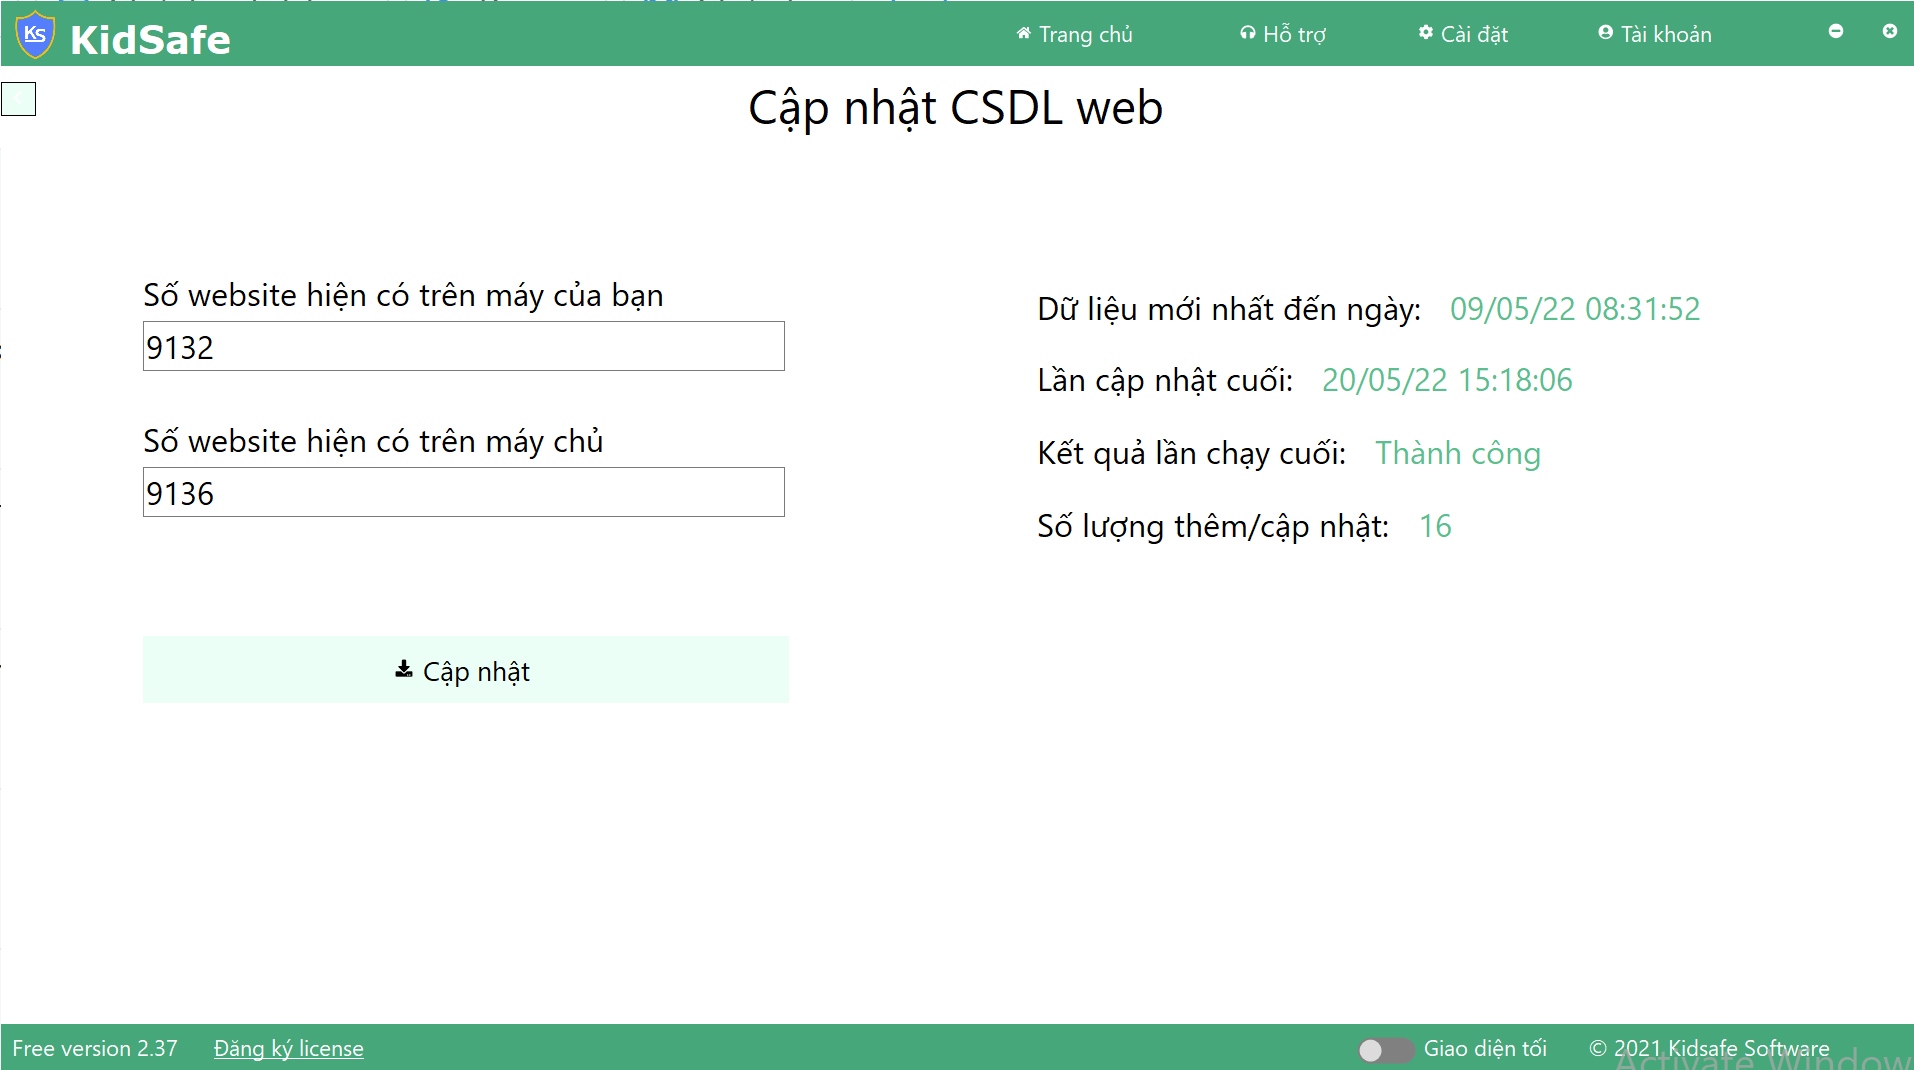 KS KidSafe Trang chủ Hỗ trợ Cài đặt Tài khoản
Cập nhật CSDL web
Số website hiện có trên máy của bạn
9132
Số website hiện có trên máy chủ
9136
Cập nhật
Dữ liệu mới nhất đến ngày: 09/05/22 08:31:52
Lần cập nhật cuối: 20/05/22 15:18:06
Kết quả lần chạy cuối: Thành công
Số lượng thêm/cập nhật: 16
Free version 2.37 Đăng ký license Giao diện tối © 2021 Kidsafe Software
Activate Window